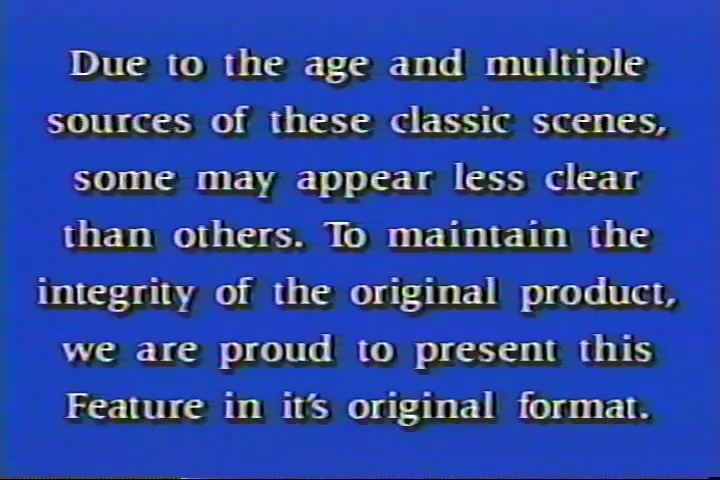 Due to the age and multiple
sources of these classic scenes,
some may appear less clear
than others. To maintain the
integrity of the original product,
we are proud to present this
Feature in it's original format.